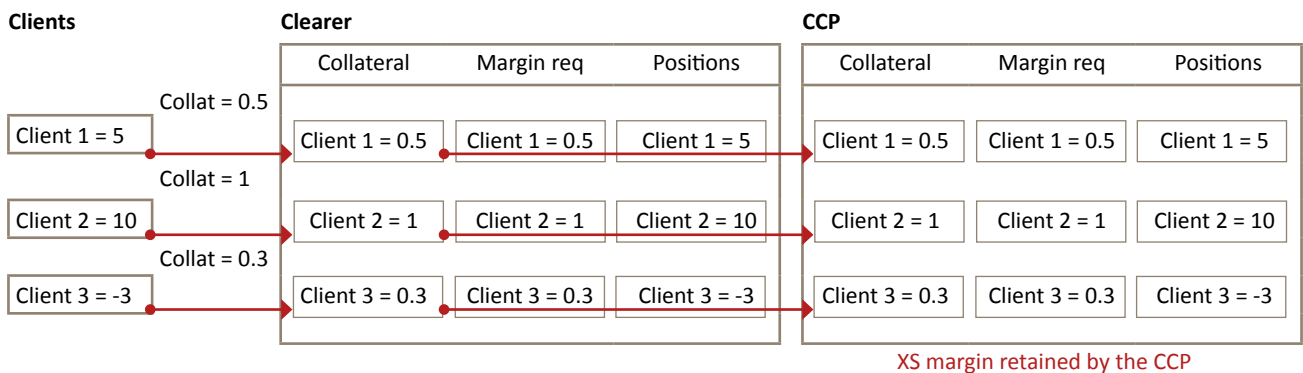 Clients Clearer CCP
Collateral Margin req Positions Collateral Margin req Positions
Collat = 0.5
Client 1 = 5 Client 1 = 0.5 Client 1 = 0.5 Client 1 = 5 Client 1 = 0.5 Client 1 = 0.5 Client 1 = 5
Collat = 1
Client 2 = 10 Client 2 = 1 Client 2 = 1 Client 2 = 10 Client 2 = 1 Client 2 = 1 Client 2 = 10
Collat = 0.3
Client 3 = -3 Client 3 = 0.3 Client 3 = 0.3 Client 3 = -3 Client 3 = 0.3 Client 3 = 0.3 Client 3 = -3
XS margin retained by the CCP